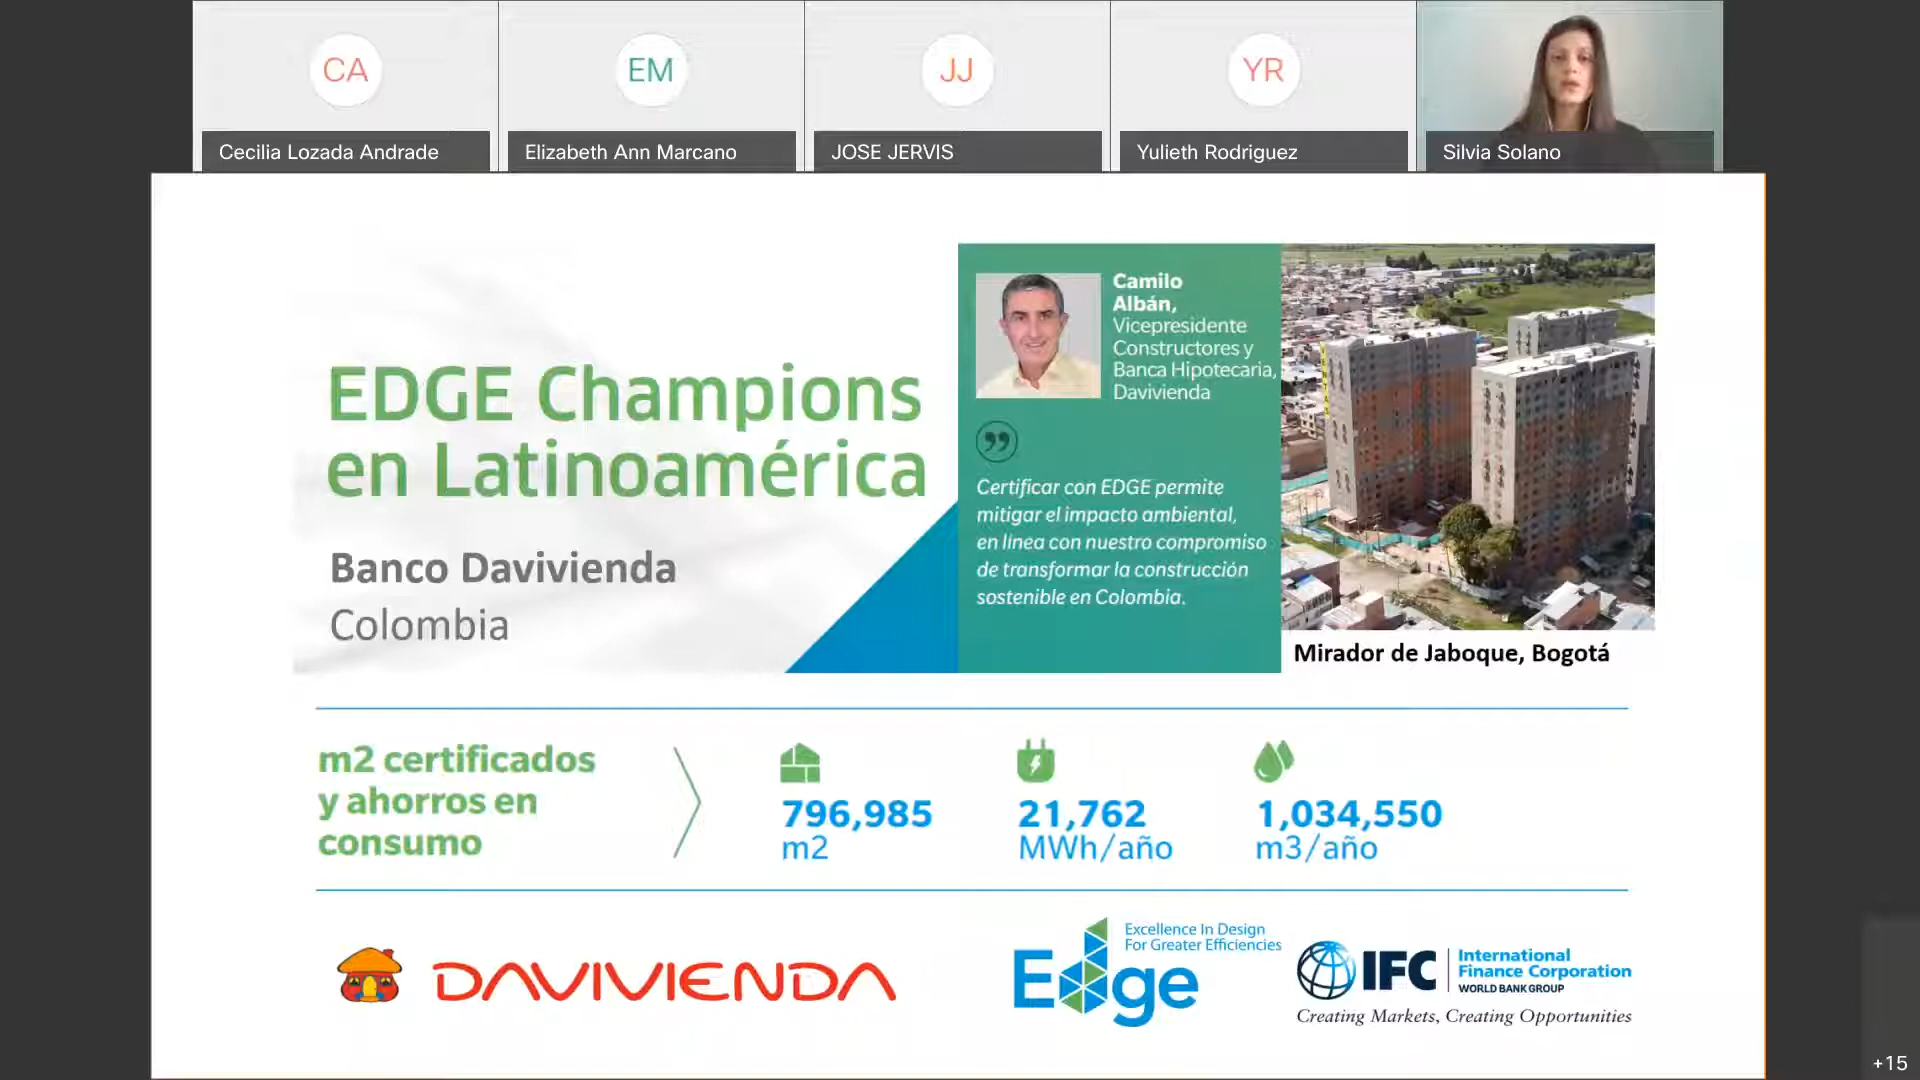 CA
EM
JJ
YR
Cecilia Lozada Andrade
Elizabeth Ann Marcano
JOSE JERVIS
Yulieth Rodriguez
Silvia Solano
EDGE Champions
en Latinoamérica
Banco Davivienda
Colombia
Camilo
Albán,
Vicepresidente
Constructores y
Banca Hipotecaria,
Davivienda
Certificar con EDGE permite
mitigar el impacto ambiental,
en línea con nuestro compromiso
de transformar la construcción
sostenible en Colombia.
Mirador de Jaboque, Bogotá
m2 certificados
y ahorros en
consumo
796,985
m2
21,762
MWh/año
1,034,550
m3/año
DAVIVIENDA
Edge
Excellence In Design
For Greater Efficiencies
IFC
International
Finance Corporation
WORLD BANK GROUP
Creating Markets, Creating Opportunities
+15